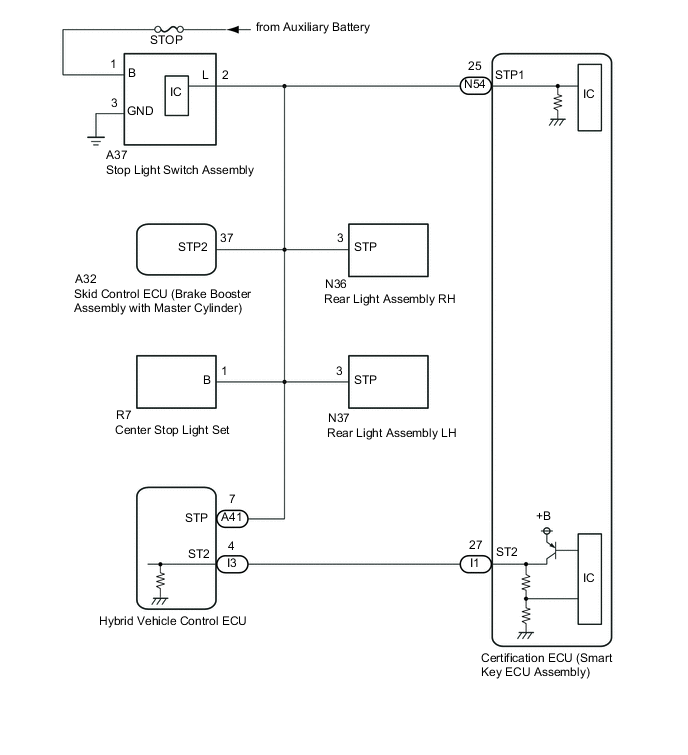 from Auxiliary Battery
STOP
1
B
L
2
IC
3
GND
A37
Stop Light Switch Assembly
25
N54
STP1
IC
STP2
37
A32
Skid Control ECU (Brake Booster
Assembly with Master Cylinder)
3
STP
N36
Rear Light Assembly RH
B
1
R7
Center Stop Light Set
3
STP
N37
Rear Light Assembly LH
7
STP
A41
4
ST2
I3
Hybrid Vehicle Control ECU
27
I1
ST2
+B
IC
Certification ECU (Smart
Key ECU Assembly)